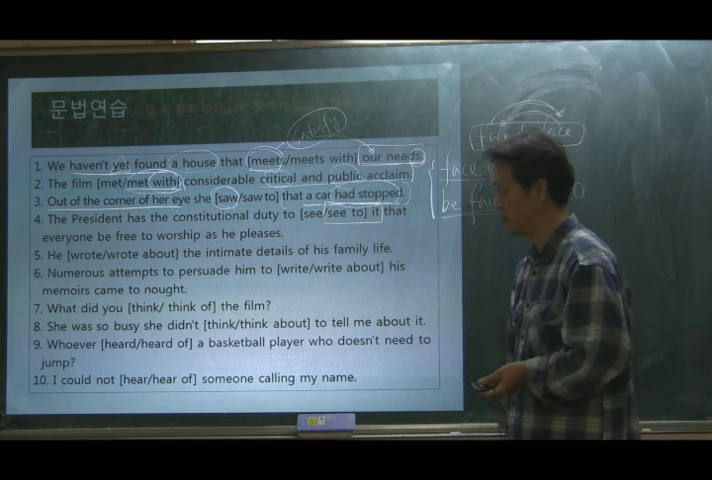 문법연습
satisfy
face to face
1. We haven't yet found a house that [meets/meets with] our needs.
2. The film [met/met with] considerable critical and public acclaim.
face
3. Out of the corner of her eye she [saw/saw to] that a car had stopped.
be
4. The President has the constitutional duty to [see/see to] it that
everyone be free to worship as he pleases.
5. He [wrote/wrote about] the intimate details of his family life.
6. Numerous attempts to persuade him to [write/write about] his
memoirs came to nought.
7. What did you [think/ think of] the film?
8. She was so busy she didn't [think/think about] to tell me about it.
9. Whoever [heard/heard of] a basketball player who doesn't need to
jump?
10. I could not [hear/hear of] someone calling my name.